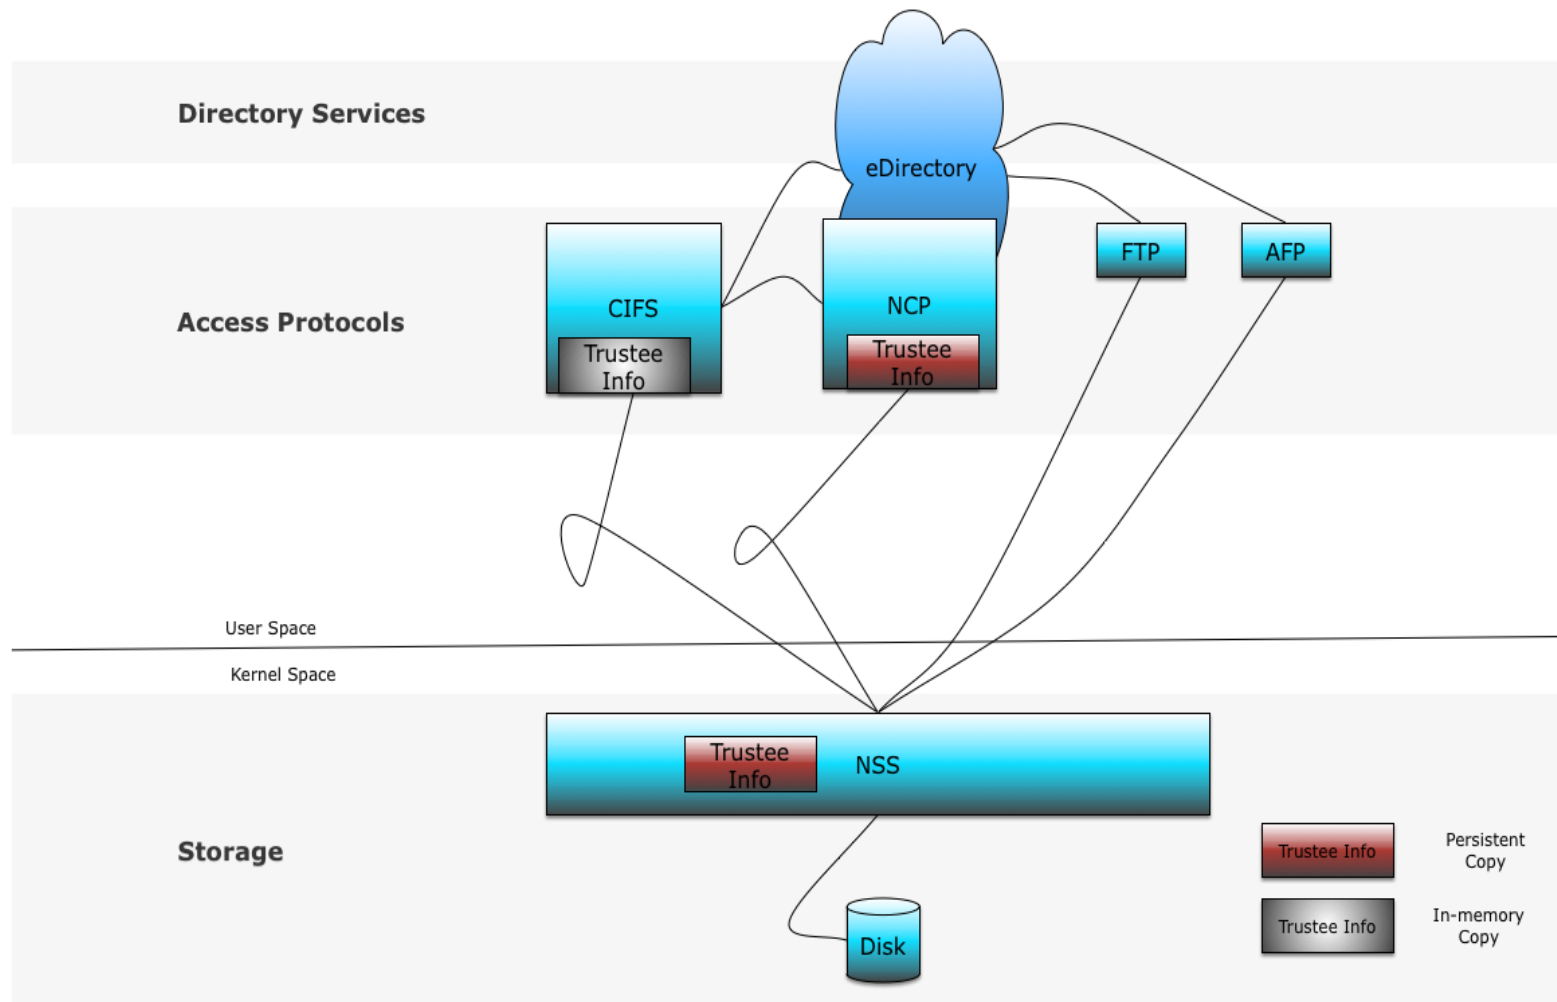 Directory Services
eDirectory
Access Protocols
CIFS
Trustee
Info
NCP
Trustee
Info
FTP
AFP
User Space
Kernel Space
Storage
Trustee
Info
NSS
Disk
Trustee Info
Persistent
Copy
Trustee Info
In-memory
Copy